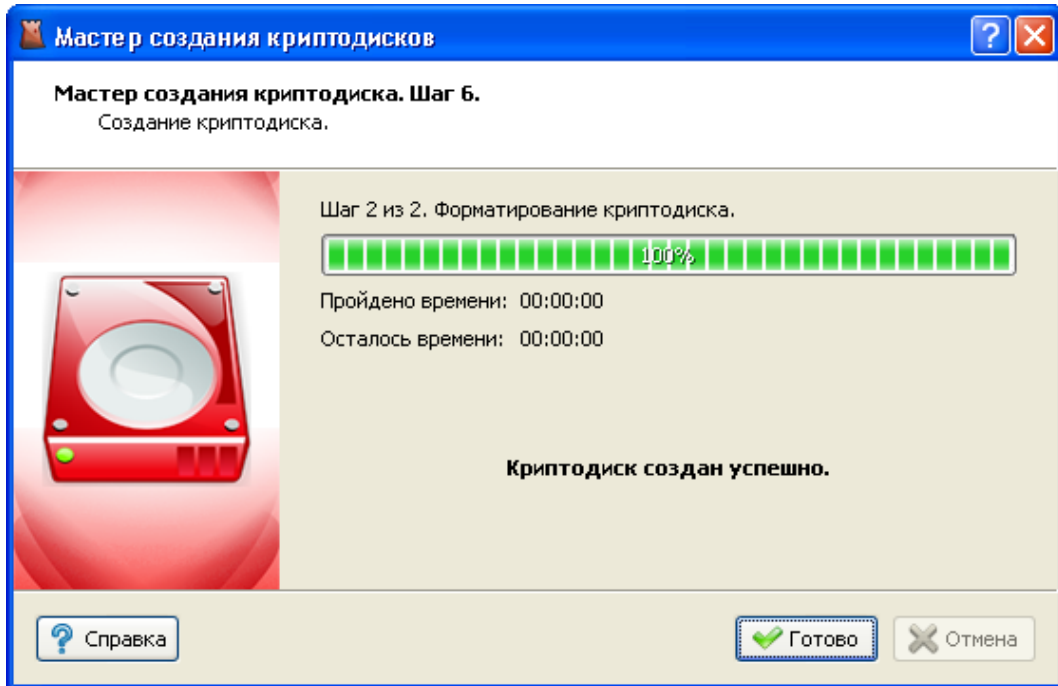 Мастер создания криптодисков
Мастер создания криптодиска. Шаг 6.
Создание криптодиска.
Шаг 2 из 2. Форматирование криптодиска.
100%
Пройдено времени: 00:00:00
Осталось времени: 00:00:00
Криптодиск создан успешно.
Справка
Готово
Отмена